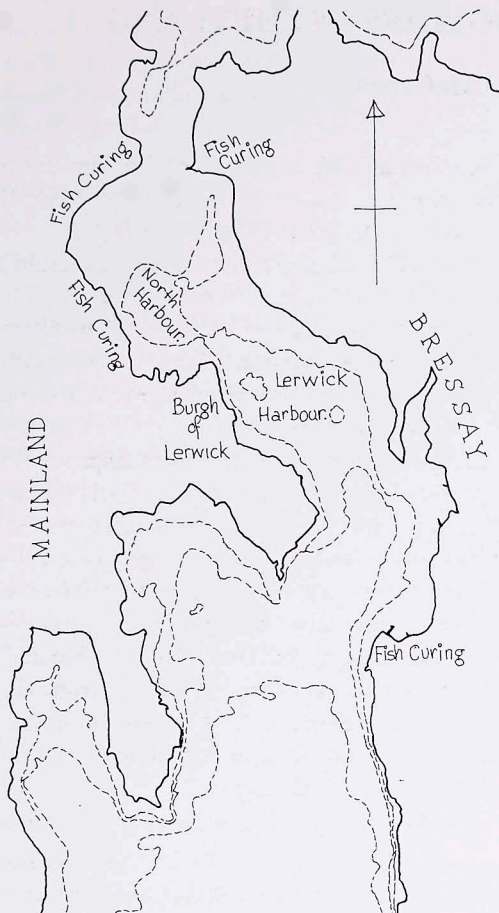 Fish Curing
Fish
Curing
Fish Curing
North
Harbour.
BRESSAY
Lerwick
Harbour.
Burgh
of
Lerwick
MAINLAND
Fish Curing